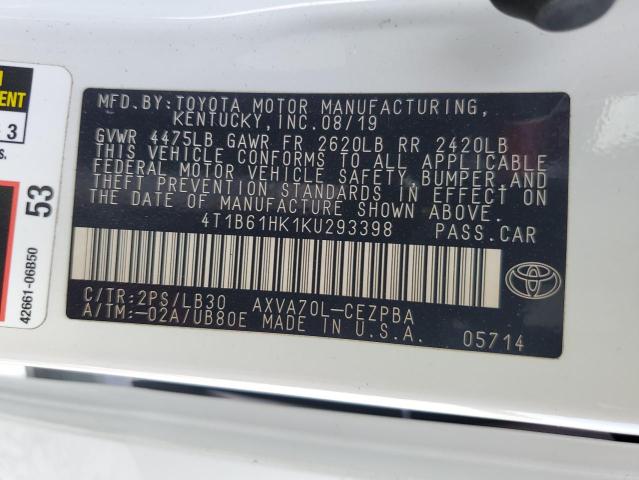 MFD.BY:TOYOTA MOTOR MANUFACTURING,
KENTUCKY, INC.08/19
GVWR 4475LB GAWR FR 2620LB RR 2420LB
THIS VEHICLE CONFORMS TO ALL APPLICABLE
FEDERAL MOTOR VEHICLE SAFETY, BUMPER, AND
THEFT PREVENTION STANDARDS IN EFFECT ON
THE DATE OF MANUFACTURE SHOWN ABOVE.
4T1B61HK1KU293398 PASS.CAR
C/TR:2PS/LB30 AXVA70L-CEZPBA
A/TM:-02A/UB80E MADE IN U.S.A. 05714
TOYOTA
3
53
42661-06B50